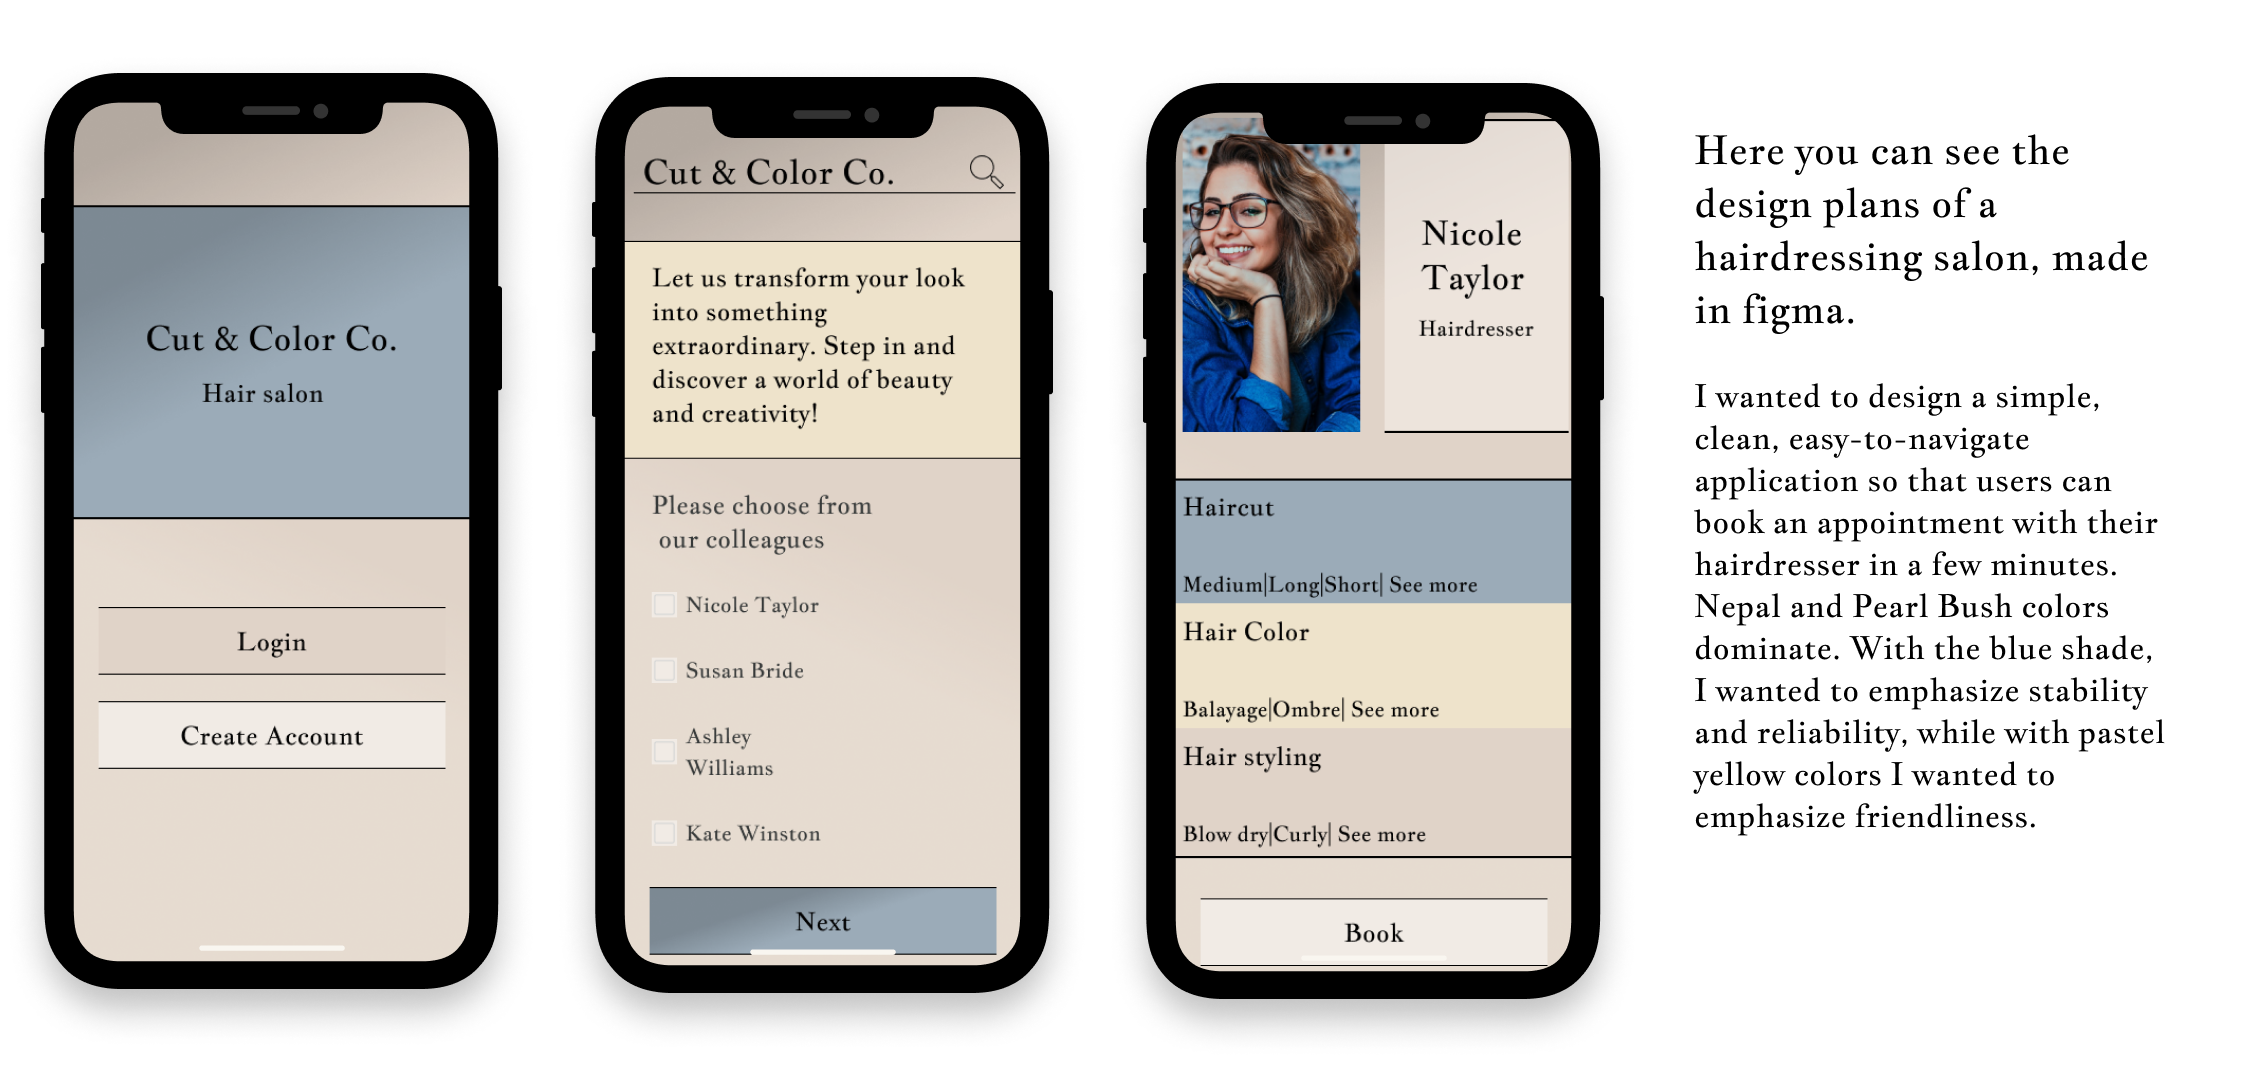 Cut & Color Co.
Hair salon
Login
Create Account
Cut & Color Co.
Let us transform your look
into something
extraordinary. Step in and
discover a world of beauty
and creativity!
Please choose from
our colleagues
Nicole Taylor
Susan Bride
Ashley
Williams
Kate Winston
Next
Nicole
Taylor
Hairdresser
Haircut
Medium|Long|Short| See more
Hair Color
Balayage|Ombre| See more
Hair styling
Blow dry|Curly| See more
Book
Here you can see the
design plans of a
hairdressing salon, made
in figma.
I wanted to design a simple,
clean, easy-to-navigate
application so that users can
book an appointment with their
hairdresser in a few minutes.
Nepal and Pearl Bush colors
dominate. With the blue shade,
I wanted to emphasize stability
and reliability, while with pastel
yellow colors I wanted to
emphasize friendliness.